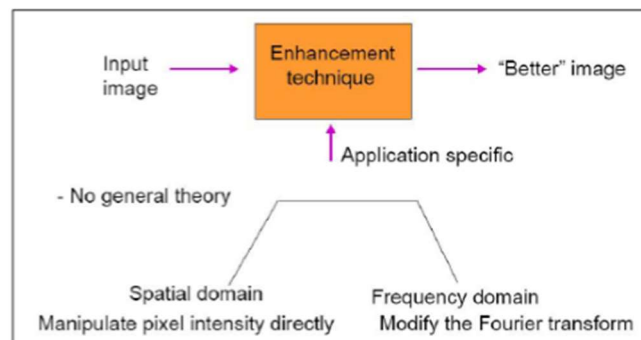 Input
image
Enhancement
technique
“Better” image
Application specific
- No general theory
Spatial domain
Manipulate pixel intensity directly
Frequency domain
Modify the Fourier transform